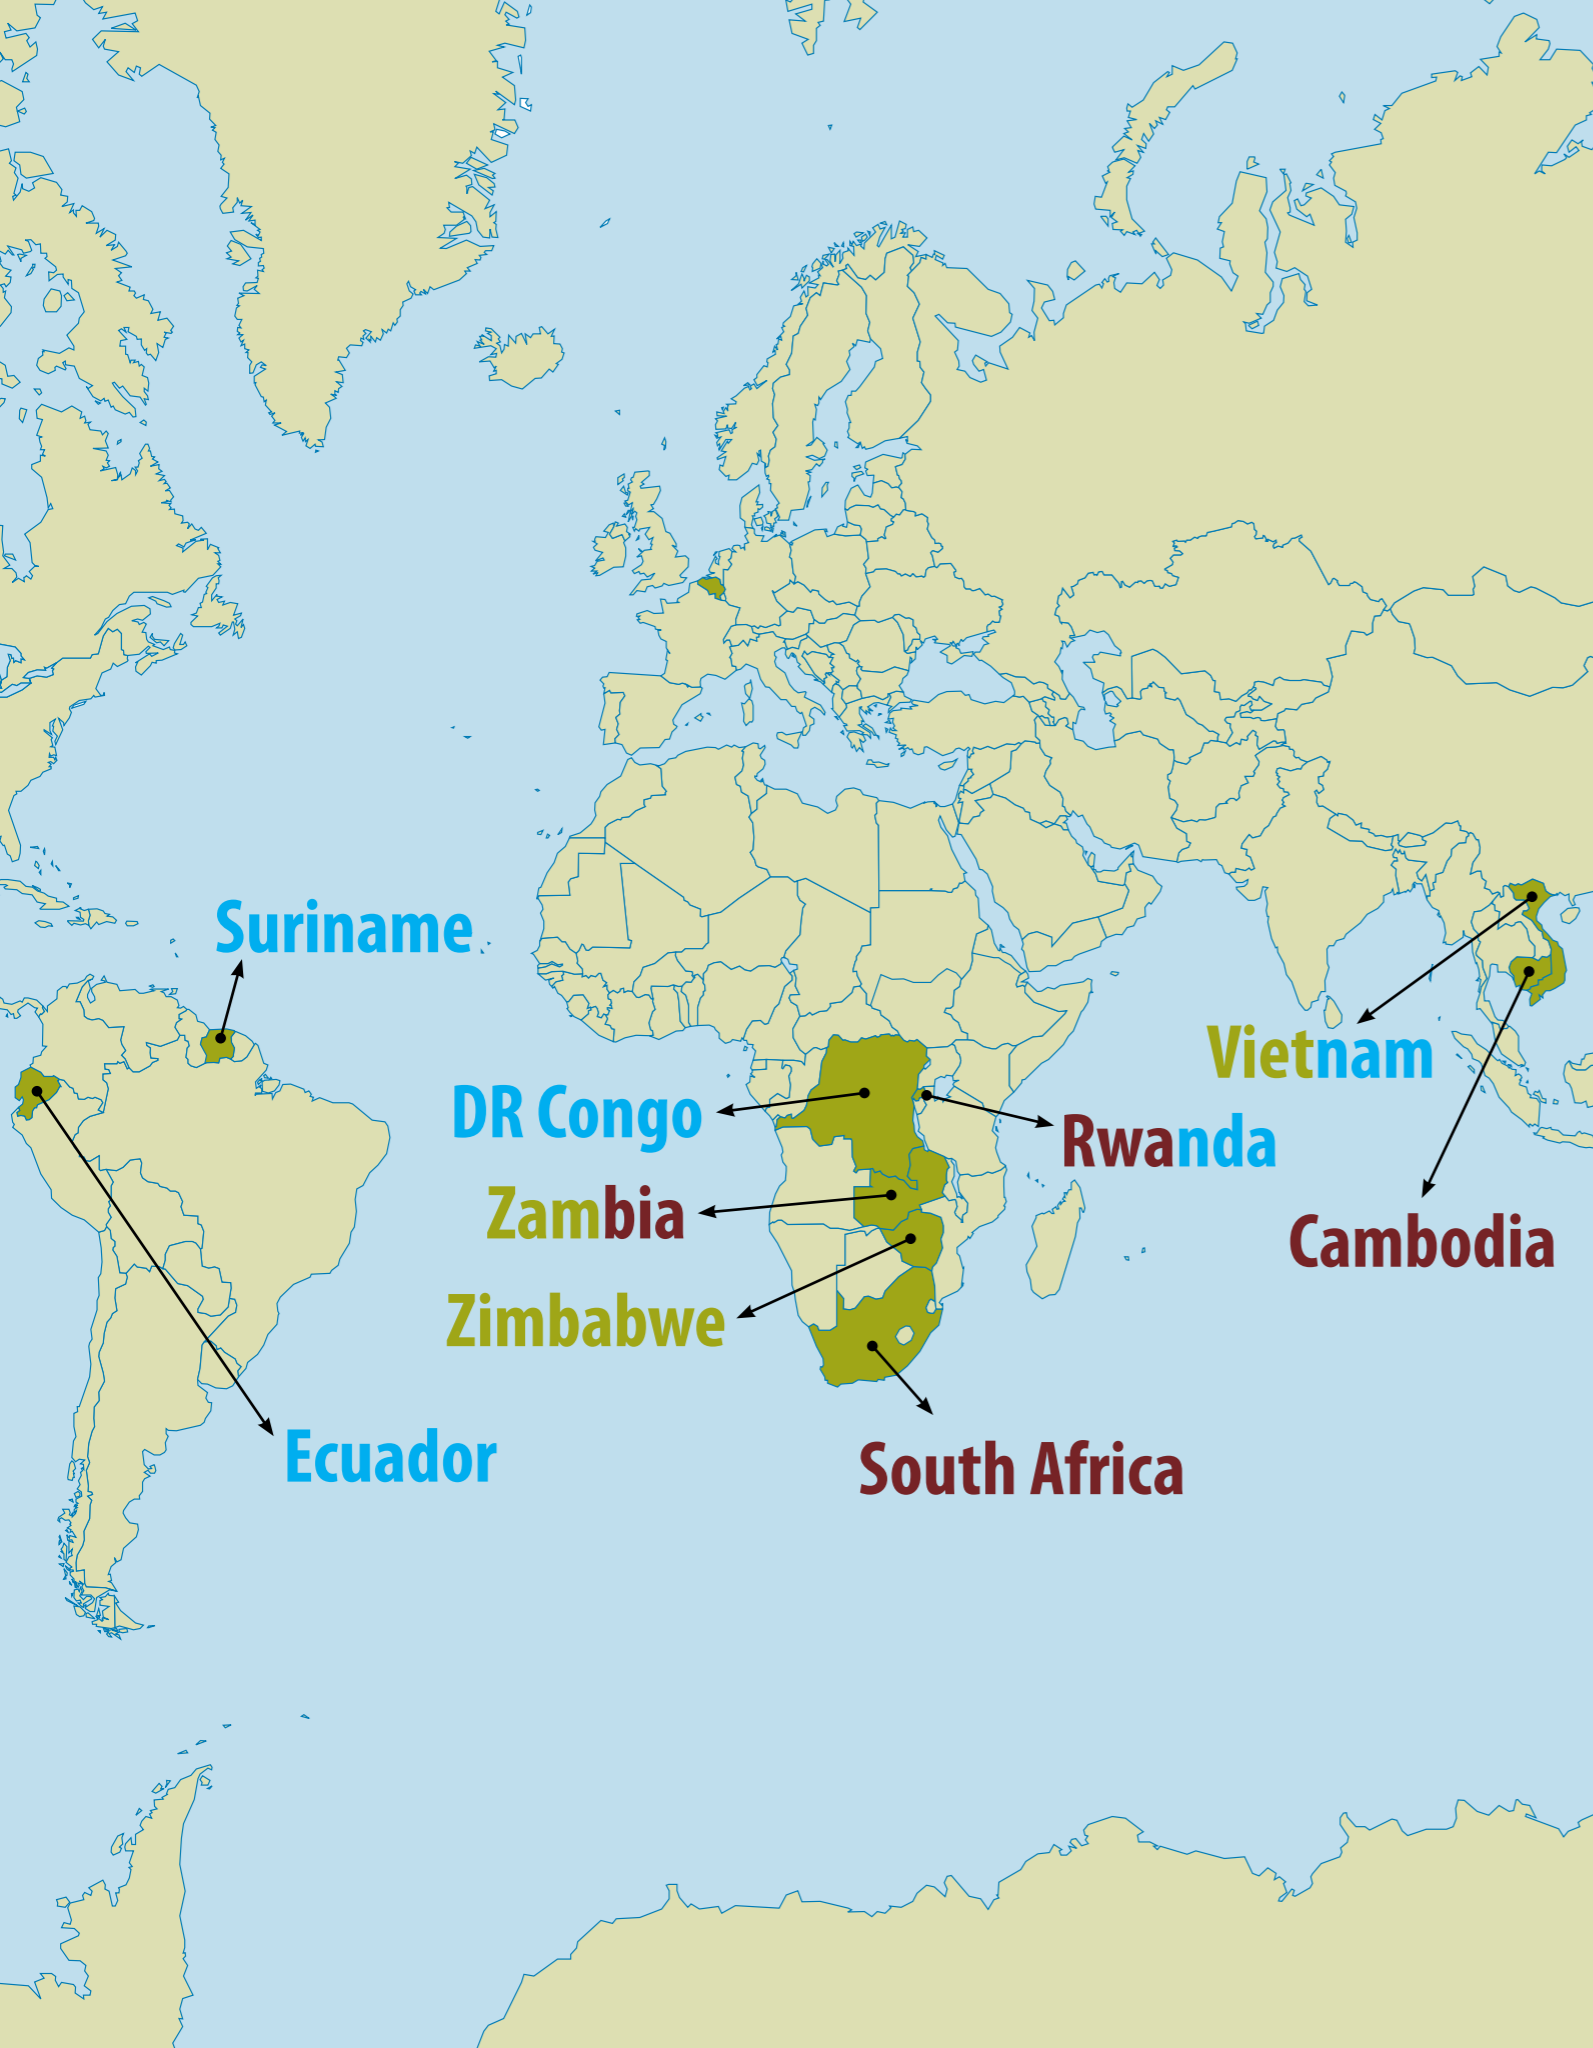 Suriname
Vietnam
DR Congo
Rwanda
Zambia
Cambodia
Zimbabwe
Ecuador
South Africa